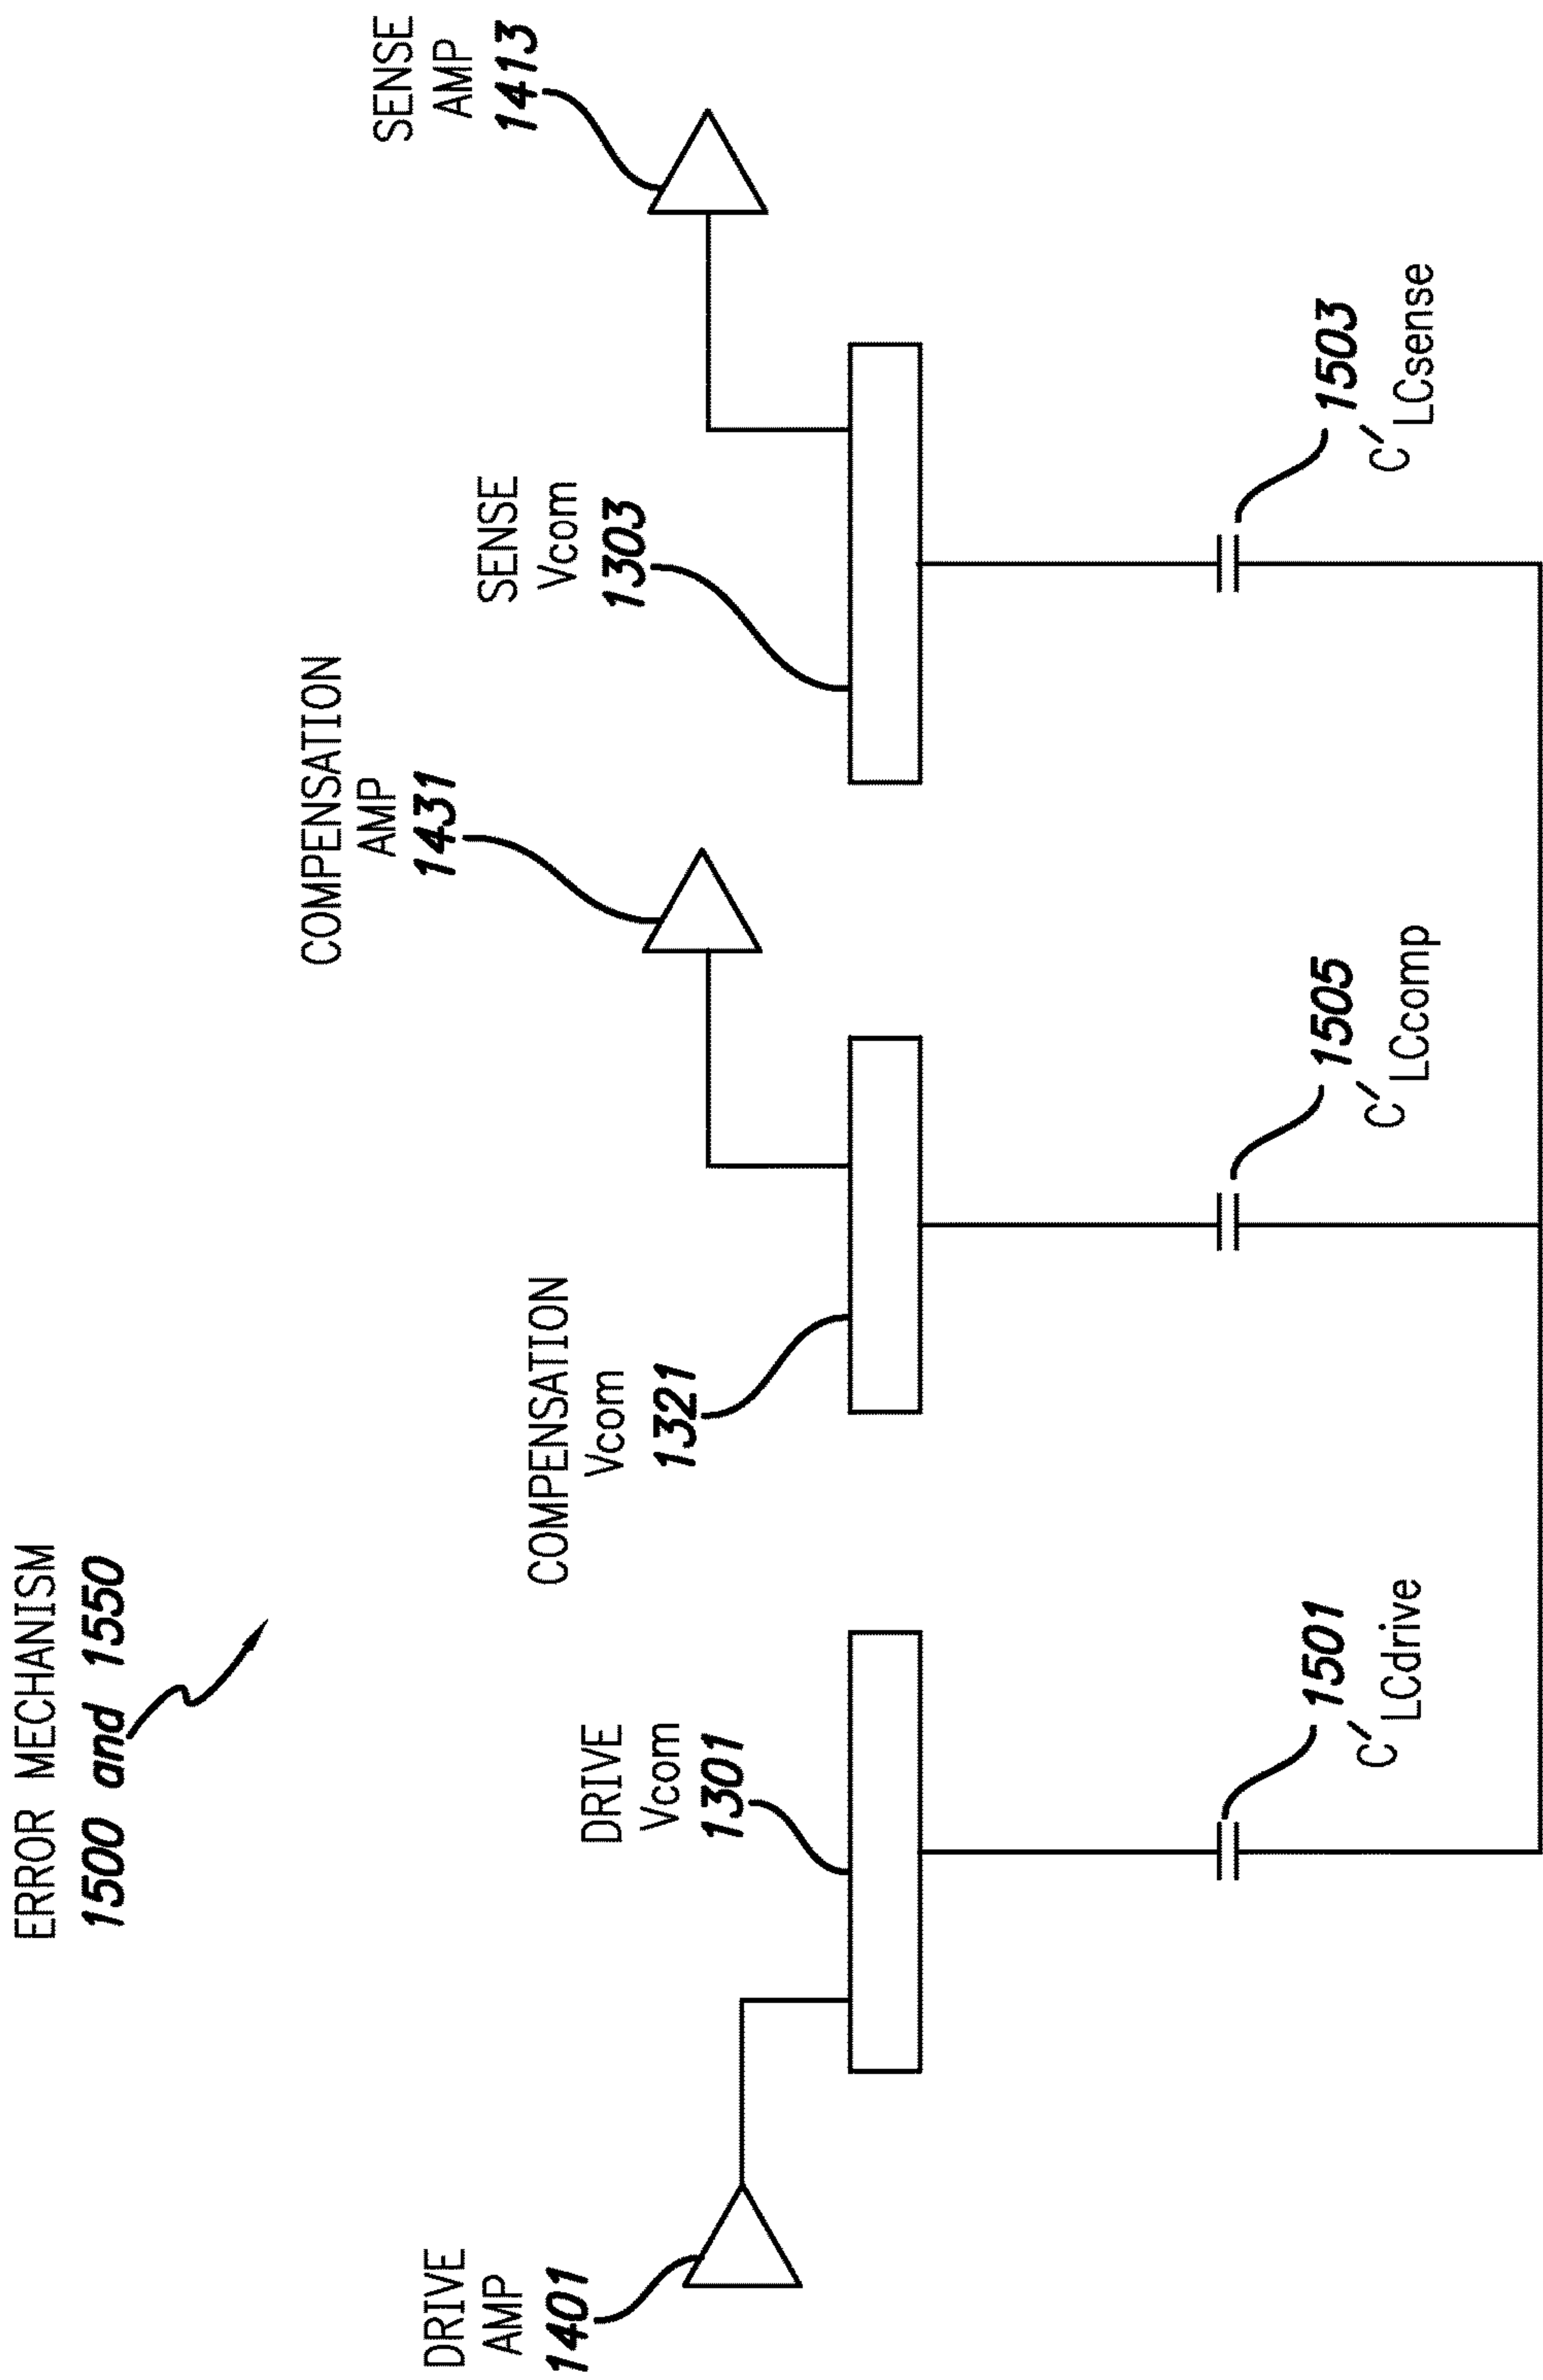 ERROR MECHANISM
1500 and 1550
DRIVE
AMP
1401
DRIVE
Vcom
1301
COMPENSATION
Vcom
1321
COMPENSATION
AMP
1431
SENSE
Vcom
1303
SENSE
AMP
1413
1501
C′LCdrive
1505
C′LCcomp
1503
C′LCsense